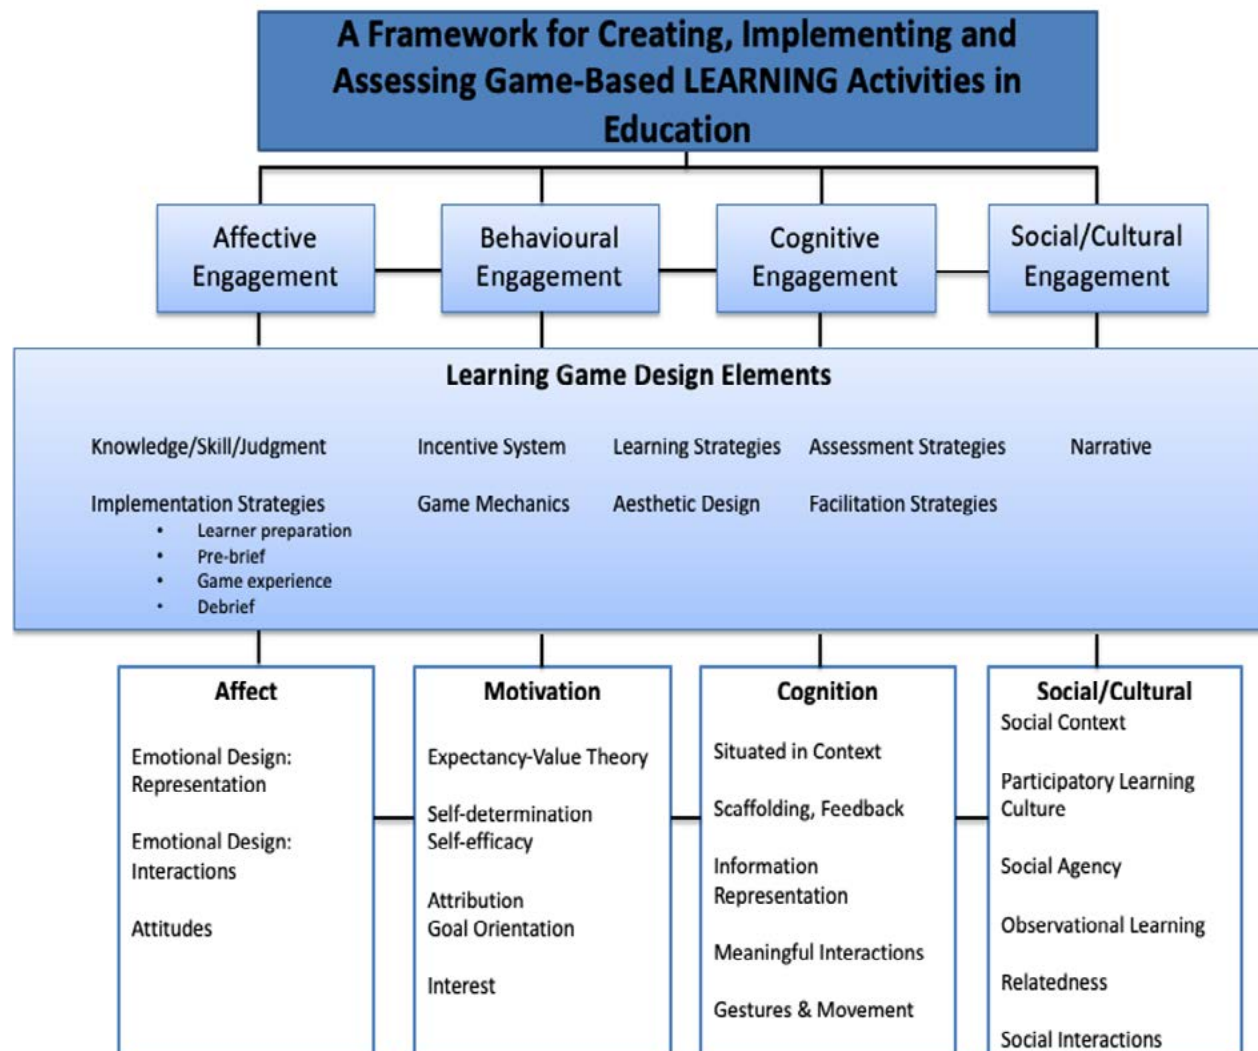 A Framework for Creating, Implementing and
Assessing Game-Based LEARNING Activities in
Education
Affective
Engagement
Behavioural
Engagement
Cognitive
Engagement
Social/Cultural
Engagement
Learning Game Design Elements
Knowledge/Skill/Judgment
Implementation Strategies
• Learner preparation
• Pre-brief
• Game experience
• Debrief
Incentive System
Game Mechanics
Learning Strategies
Aesthetic Design
Assessment Strategies
Facilitation Strategies
Narrative
Affect
Emotional Design:
Representation
Emotional Design:
Interactions
Attitudes
Motivation
Expectancy-Value Theory
Self-determination
Self-efficacy
Attribution
Goal Orientation
Interest
Cognition
Situated in Context
Scaffolding, Feedback
Information
Representation
Meaningful Interactions
Gestures & Movement
Social/Cultural
Social Context
Participatory Learning
Culture
Social Agency
Observational Learning
Relatedness
Social Interactions